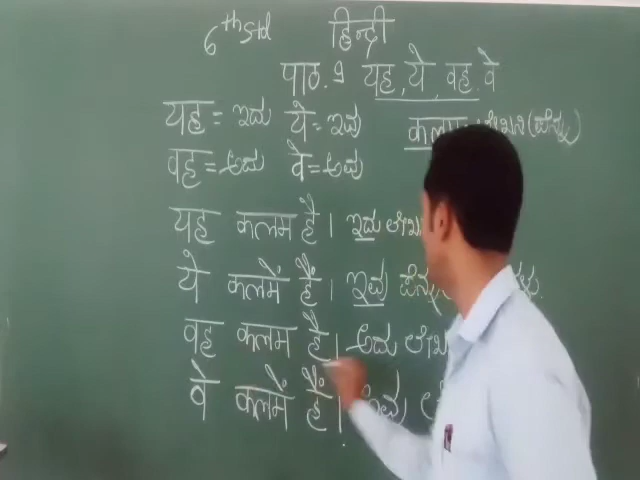 6th Std हिन्दी
पाठ. 9 यह, ये, वह. वे
यह = ಇದು ये = ಇವು (ಪೆನ್ನು)
वह = ಅದು वे = ಅವು
यह कलम है। ಇದು
ये कलमें हैं। ಇವು
वह कलम है। ಅದು
वे कलमें हैं।